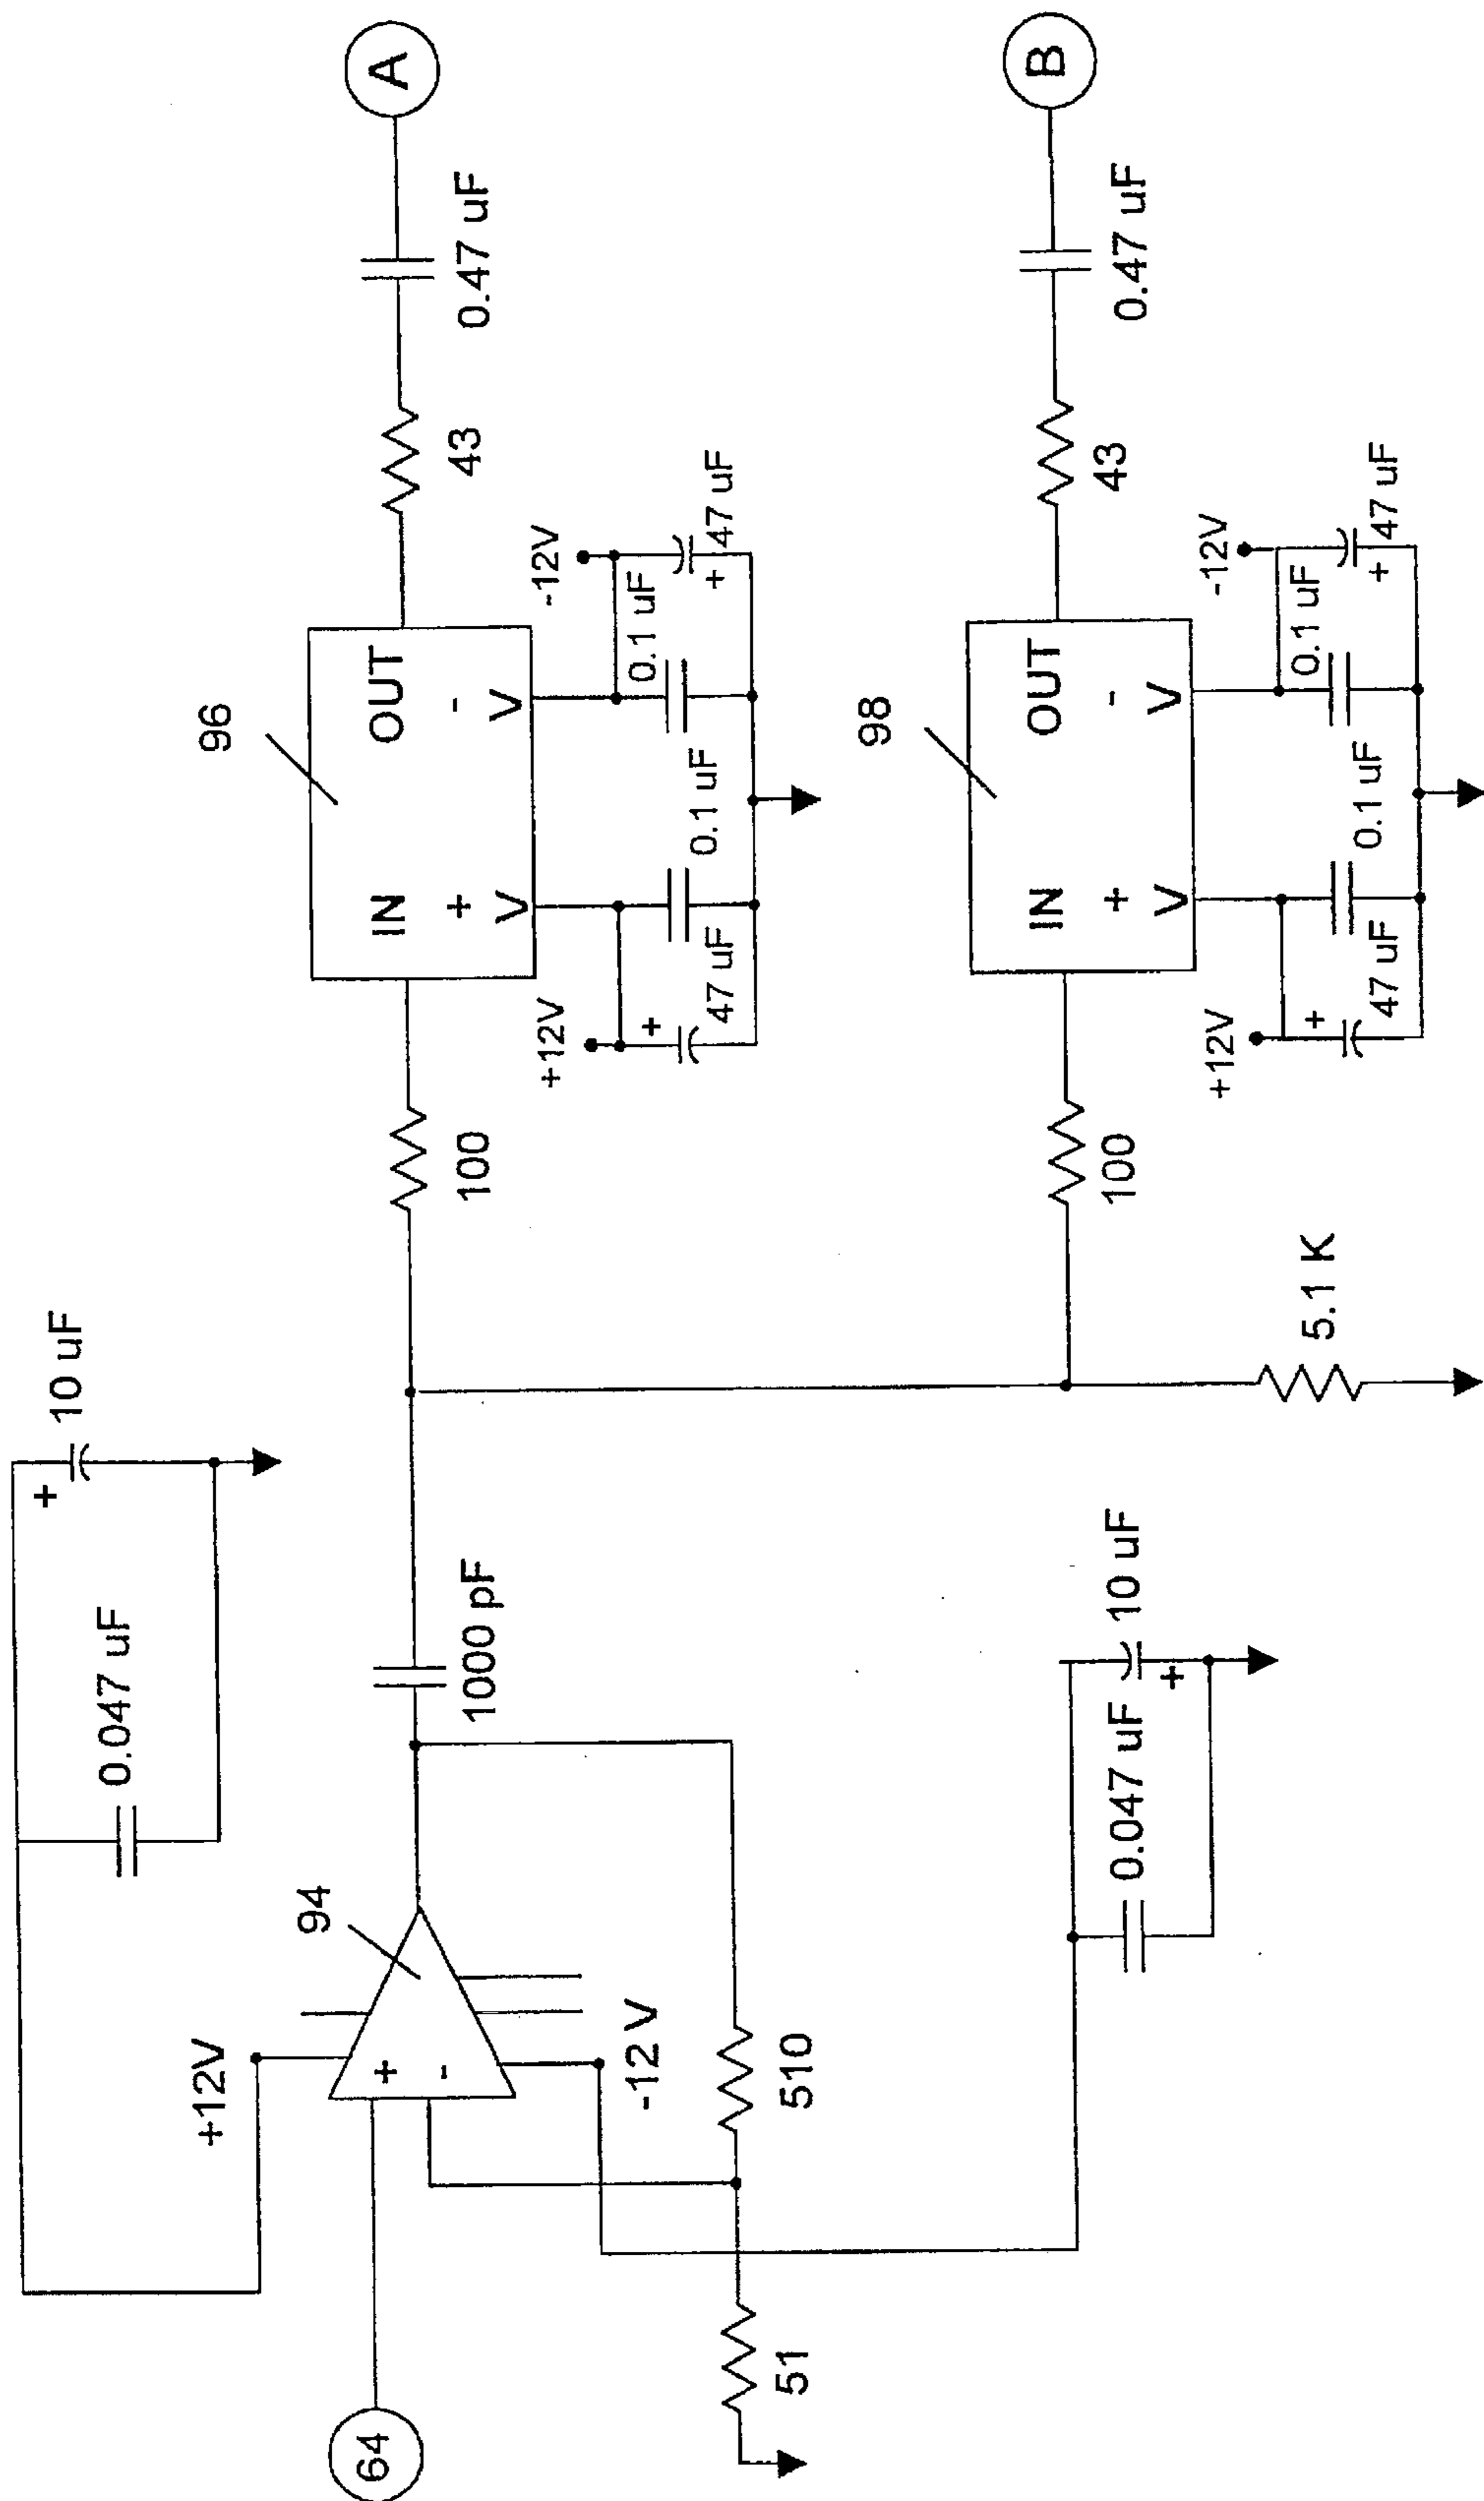 10 uF
+
0.047 uF
+12V
94
+
-
-12 V
64
1000 pF
510
51
0.047 uF
10 uF
+
100
96
IN
OUT
+
-
V
V
43
0.47 uF
A
+12V
+
47 uF
0.1 uF
0.1 uF
-12V
+
47 uF
100
5.1 K
98
IN
OUT
+
-
V
V
43
0.47 uF
B
+12V
+
47 uF
0.1 uF
0.1 uF
-12V
+
47 uF